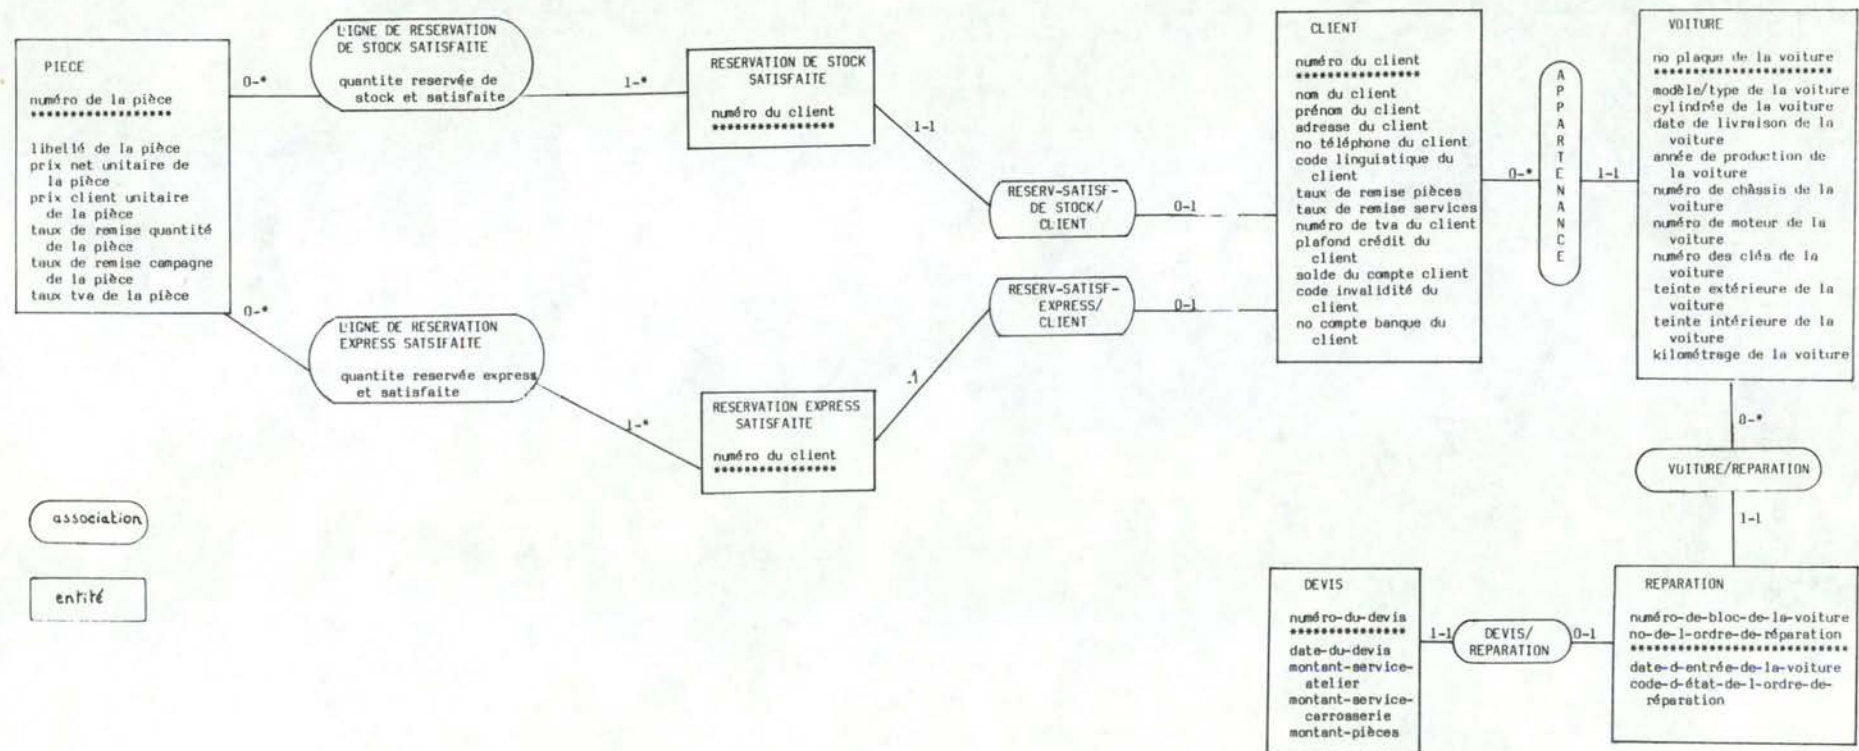 PIECE
numéro de la pièce
******************
libellé de la pièce
prix net unitaire de
la pièce
prix client unitaire
de la pièce
taux de remise quantité
de la pièce
taux de remise campagne
de la pièce
taux tva de la pièce
0-*
LIGNE DE RESERVATION
DE STOCK SATISFAITE
quantite reservée de
stock et satisfaite
1-*
RESERVATION DE STOCK
SATISFAITE
numéro du client
****************
1-1
RESERV-SATISF-
DE STOCK/
CLIENT
0-1
0-*
L'IGNE DE RESERVATION
EXPRESS SATSIFAITE
quantite reservée express
et satisfaite
1-*
RESERVATION EXPRESS
SATISFAITE
numéro du client
****************
-1
RESERV-SATISF-
EXPRESS/
CLIENT
0-1
CLIENT
numéro du client
****************
nom du client
prénom du client
adresse du client
no téléphone du client
code linguistique du
client
taux de remise pièces
taux de remise services
numéro de tva du client
plafond crédit du
client
solde du compte client
code invalidité du
client
no compte banque du
client
0-*
APPARTENANCE
1-1
VOITURE
no plaque de la voiture
***********************
modèle/type de la voiture
cylindrée de la voiture
date de livraison de la
voiture
année de production de
la voiture
numéro de châssis de la
voiture
numéro de moteur de la
voiture
numéro des clés de la
voiture
teinte extérieure de la
voiture
teinte intérieure de la
voiture
kilométrage de la voiture
0-*
VOITURE/REPARATION
1-1
REPARATION
numéro-de-bloc-de-la-voiture
no-de-l-ordre-de-réparation
****************************
date-d-entrée-de-la-voiture
code-d-état-de-l-ordre-de-
réparation
0-1
DEVIS/
REPARATION
1-1
DEVIS
numéro-du-devis
***************
date-du-devis
montant-service-
atelier
montant-service-
carrosserie
montant-pièces
association
entité